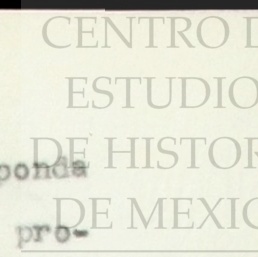 CENTRO D
ESTUDIO
DE HISTOR
ponda
DE MEXIC
pro-